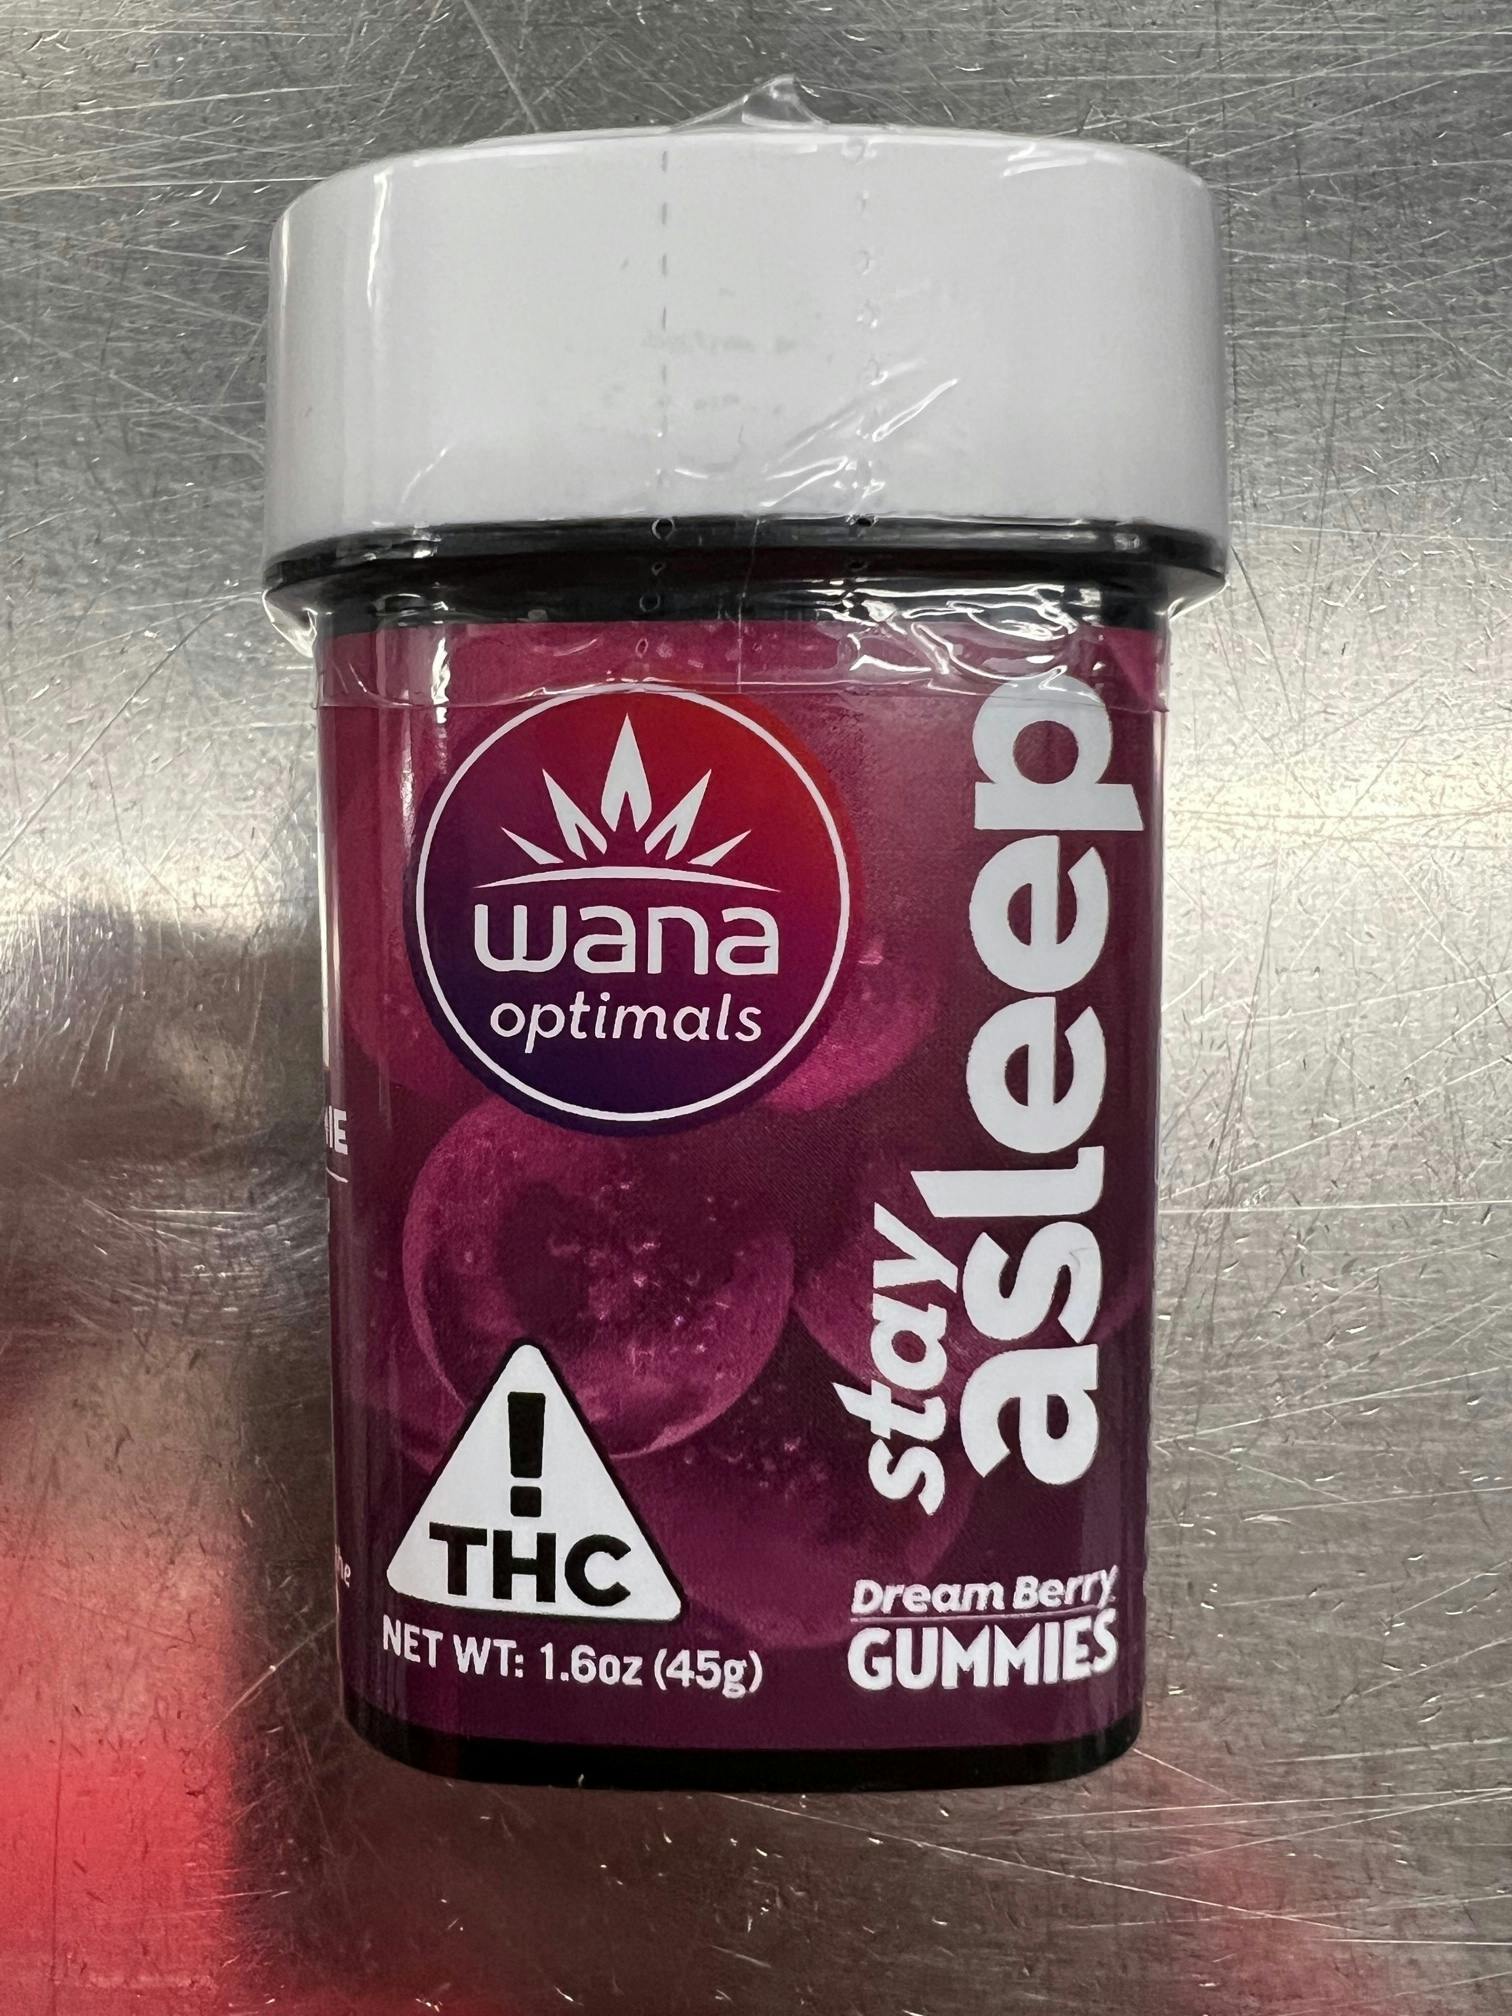 wana
optimals
stay
asleep
!
THC
NET WT: 1.6oz (45g)
Dream Berry
GUMMIES